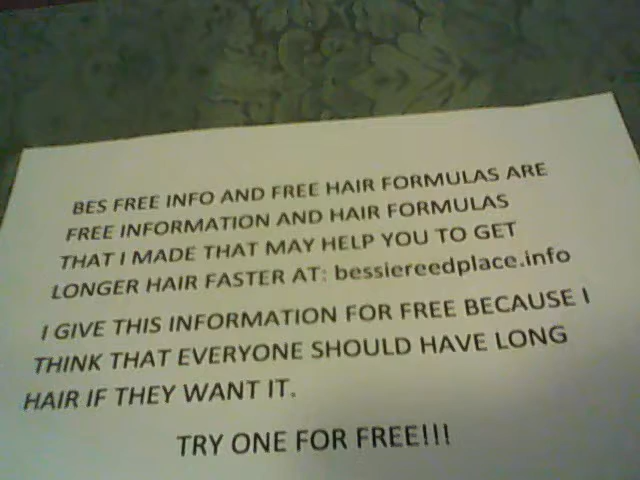 BES FREE INFO AND FREE HAIR FORMULAS ARE
FREE INFORMATION AND HAIR FORMULAS
THAT I MADE THAT MAY HELP YOU TO GET
LONGER HAIR FASTER AT: bessiereedplace.info
I GIVE THIS INFORMATION FOR FREE BECAUSE I
THINK THAT EVERYONE SHOULD HAVE LONG
HAIR IF THEY WANT IT.
TRY ONE FOR FREE!!!